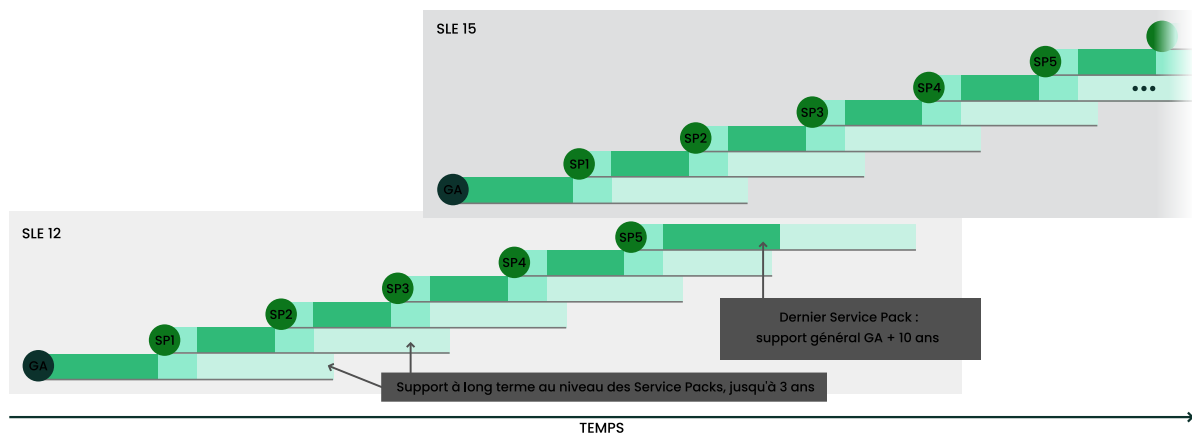 SLE 15
SP5
SP4
•••
SP3
SP2
SP1
GA
SLE 12
SP5
SP4
SP3
SP2
SP1
GA
Dernier Service Pack :
support général GA + 10 ans
Support à long terme au niveau des Service Packs, jusqu'à 3 ans
TEMPS